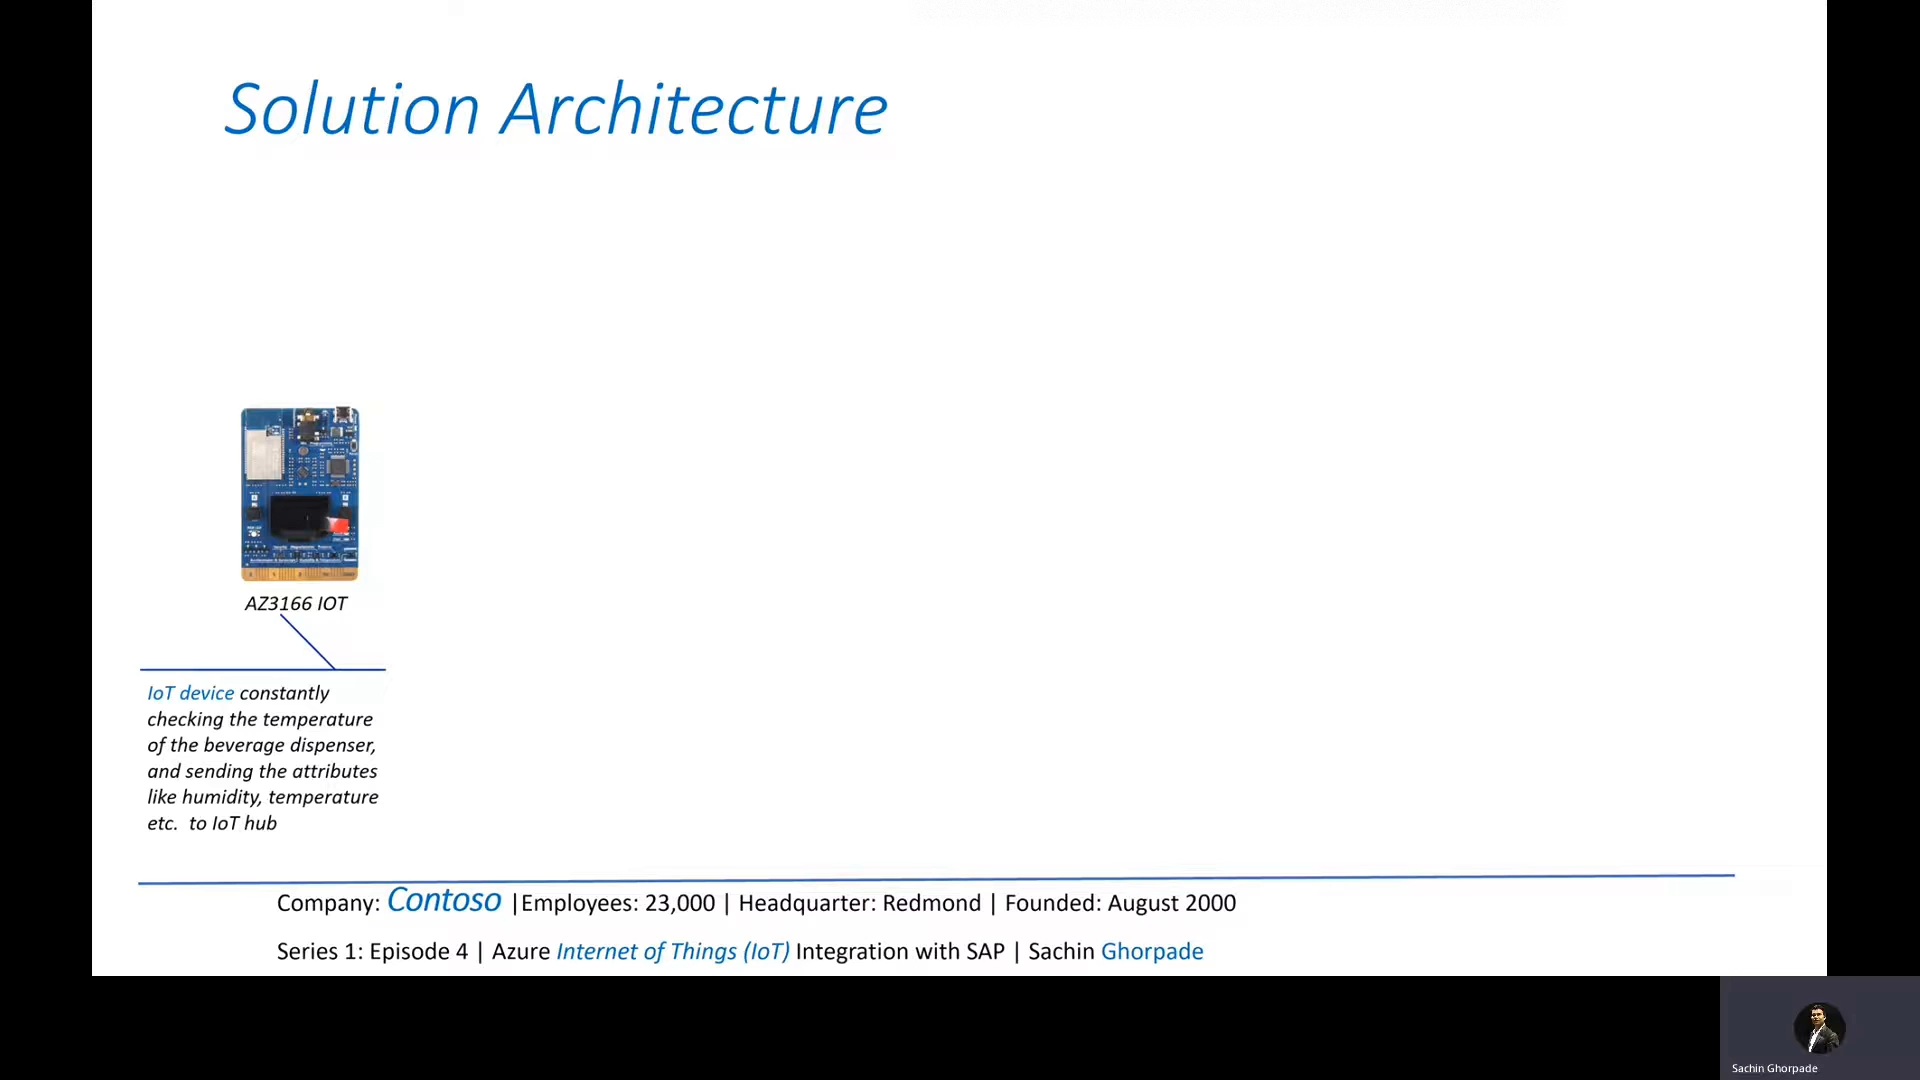 Solution Architecture
AZ3166 IOT
IoT device constantly
checking the temperature
of the beverage dispenser,
and sending the attributes
like humidity, temperature
etc.  to IoT hub
Company: Contoso |Employees: 23,000 | Headquarter: Redmond | Founded: August 2000
Series 1: Episode 4 | Azure Internet of Things (IoT) Integration with SAP | Sachin Ghorpade
Sachin Ghorpade